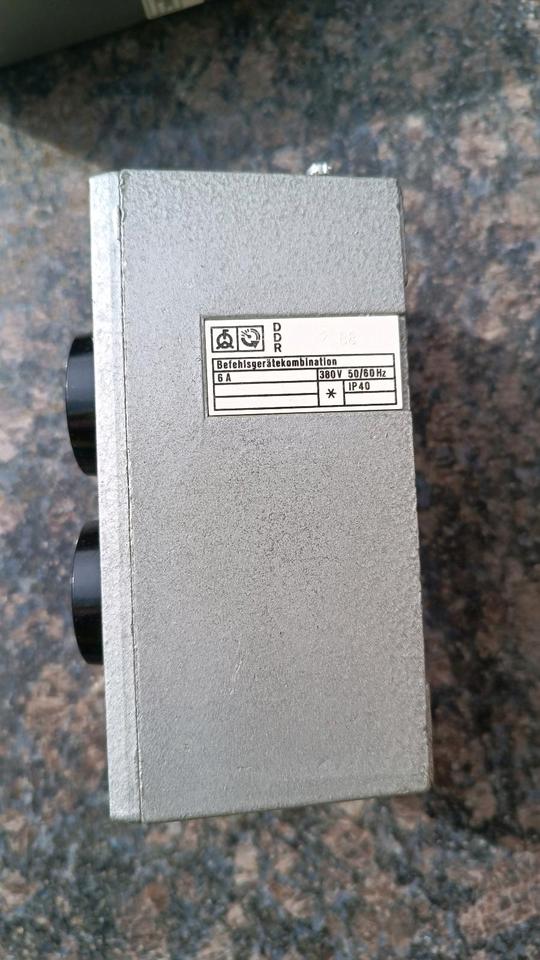 DDR
Befehlsgerätekombination
6 A
380V 50/60Hz
*
IP40